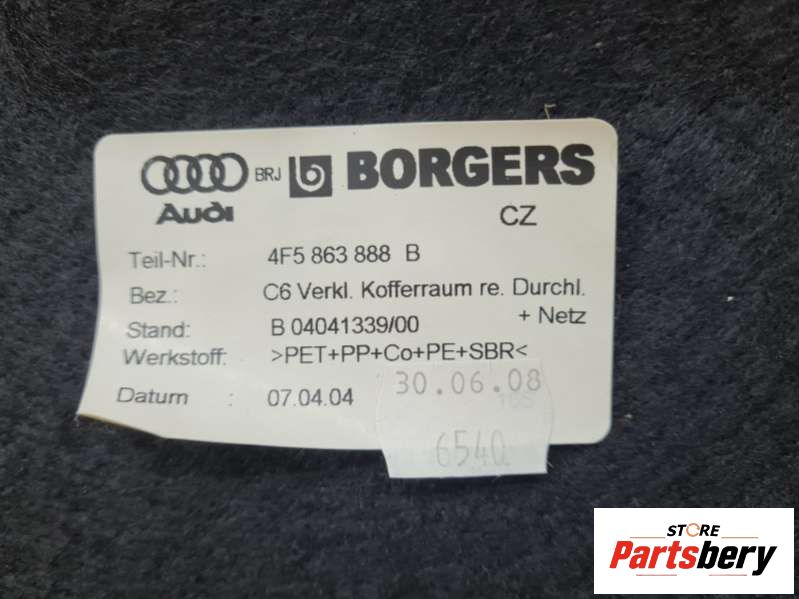 BRJ BORGERS
Audi CZ
Teil-Nr.: 4F5 863 888 B
Bez.: C6 Verkl. Kofferraum re. Durchl.
+ Netz
Stand: B 04041339/00
Werkstoff: >PET+PP+Co+PE+SBR<
Datum : 07.04.04
30.06.08
6540
STORE
Partsbery